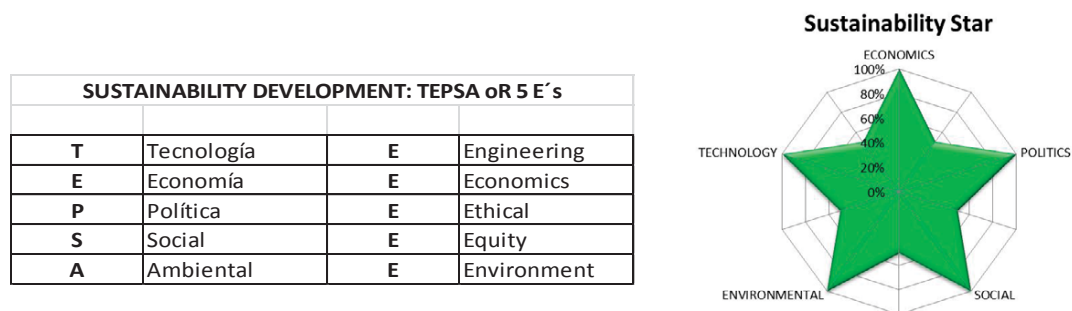 SUSTAINABILITY DEVELOPMENT: TEPSA oR 5 E´s
T Tecnología E Engineering
E Economía E Economics
P Política E Ethical
S Social E Equity
A Ambiental E Environment
Sustainability Star
ECONOMICS
100%
80%
60%
40%
20%
0%
TECHNOLOGY
POLITICS
ENVIRONMENTAL
SOCIAL